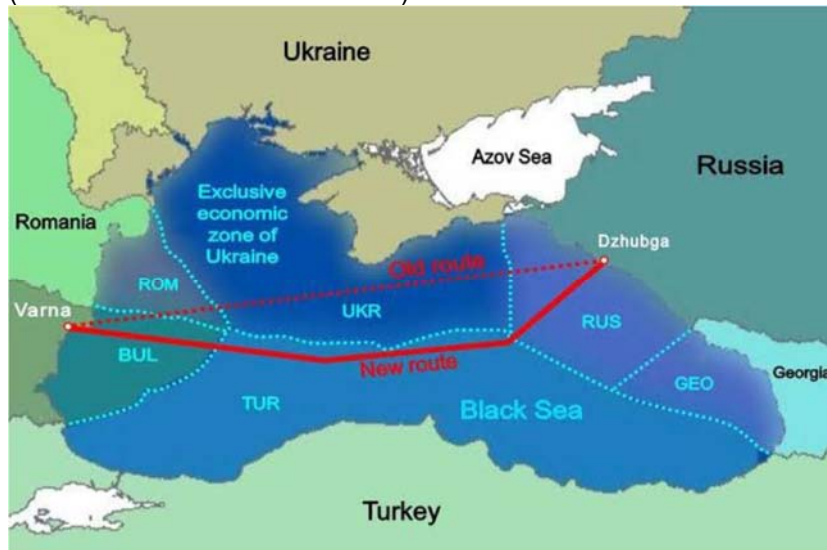 Ukraine
Azov Sea
Russia
Exclusive
economic
zone of
Ukraine
Romania
Dzhubga
ROM
Old route
Varna
UKR
RUS
BUL
New route
Georgia
GEO
TUR
Black Sea
Turkey